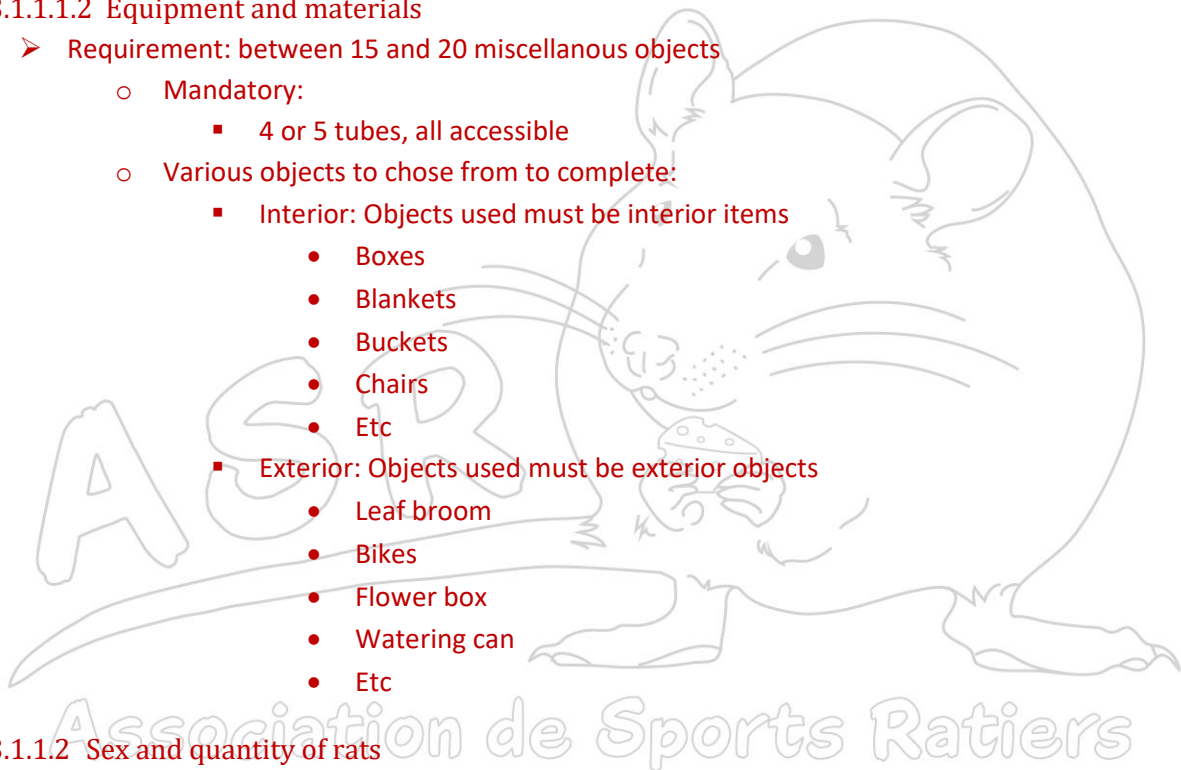 3.1.1.1.2 Equipment and materials
➢ Requirement: between 15 and 20 miscellanous objects
o Mandatory:
▪ 4 or 5 tubes, all accessible
o Various objects to chose from to complete:
▪ Interior: Objects used must be interior items
• Boxes
• Blankets
• Buckets
• Chairs
• Etc
▪ Exterior: Objects used must be exterior objects
• Leaf broom
• Bikes
• Flower box
• Watering can
• Etc
ASR
Association de Sports Ratiers
3.1.1.2 Sex and quantity of rats